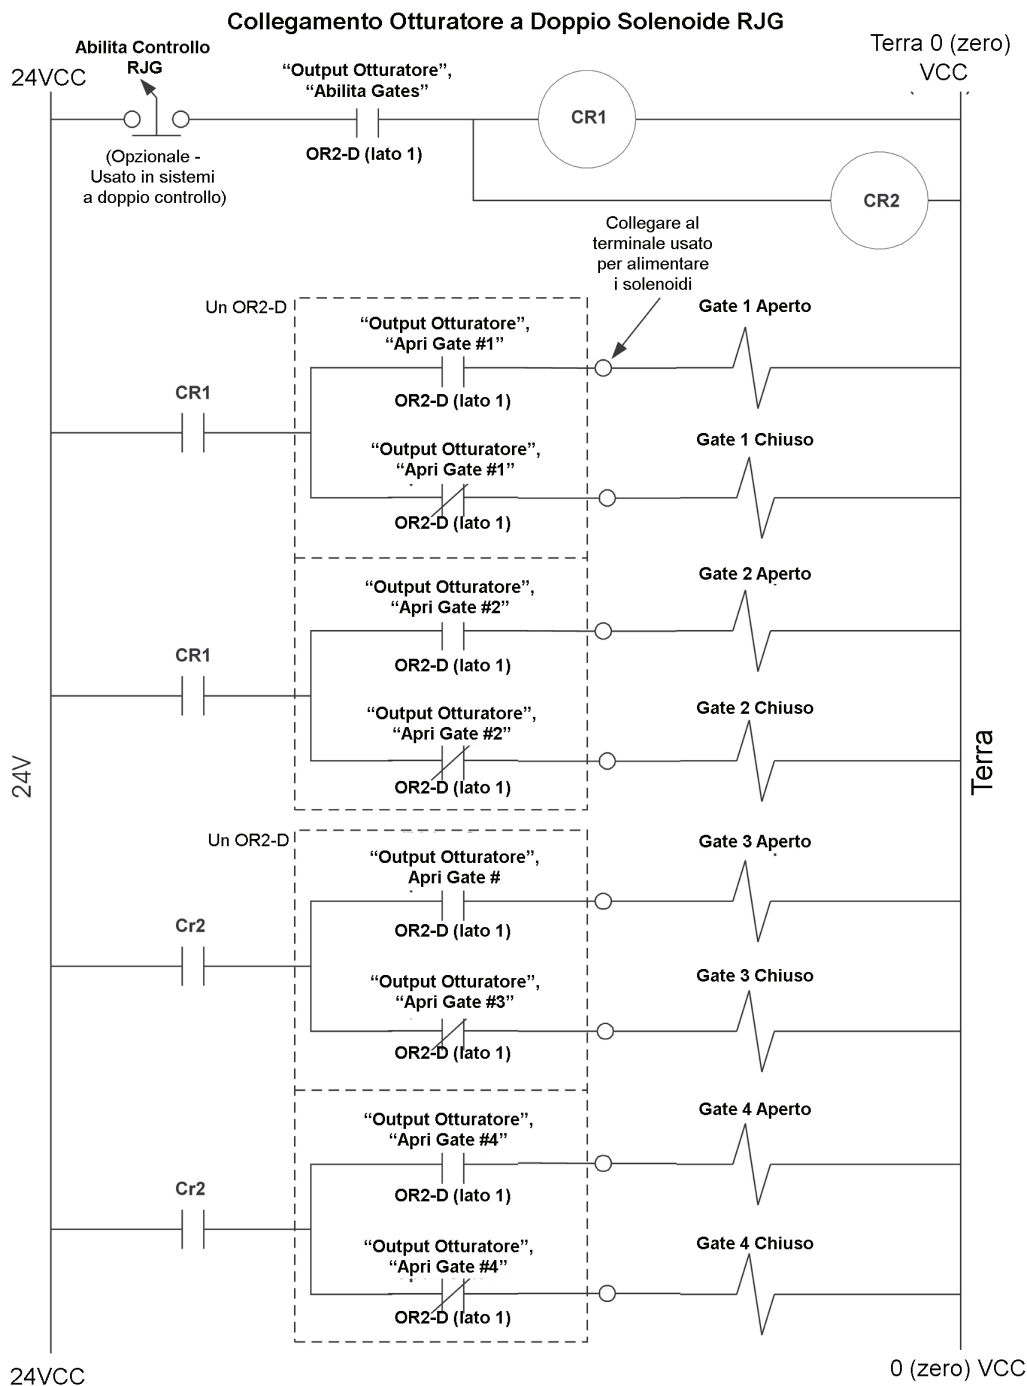 Collegamento Otturatore a Doppio Solenoide RJG
Abilita Controllo
RJG
24VCC
“Output Otturatore”,
“Abilita Gates”
Terra 0 (zero)
VCC
CR1
OR2-D (lato 1)
(Opzionale -
Usato in sistemi
a doppio controllo)
CR2
Collegare al
terminale usato
per alimentare
i solenoidi
Un OR2-D
“Output Otturatore”,
“Apri Gate #1”
Gate 1 Aperto
CR1
OR2-D (lato 1)
“Output Otturatore”,
“Apri Gate #1”
Gate 1 Chiuso
OR2-D (lato 1)
“Output Otturatore”,
“Apri Gate #2”
Gate 2 Aperto
CR1
OR2-D (lato 1)
“Output Otturatore”,
“Apri Gate #2”
Gate 2 Chiuso
OR2-D (lato 1)
24V
Terra
Un OR2-D
“Output Otturatore”,
Apri Gate #
Gate 3 Aperto
Cr2
OR2-D (lato 1)
“Output Otturatore”,
“Apri Gate #3”
Gate 3 Chiuso
OR2-D (lato 1)
“Output Otturatore”,
“Apri Gate #4”
Gate 4 Aperto
Cr2
OR2-D (lato 1)
“Output Otturatore”,
“Apri Gate #4”
Gate 4 Chiuso
OR2-D (lato 1)
24VCC
0 (zero) VCC